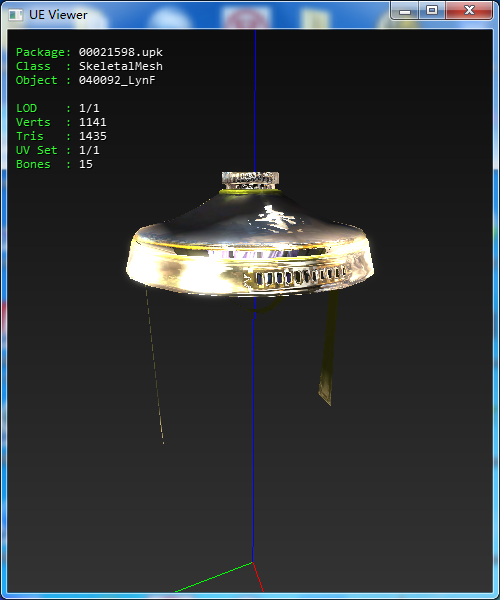 UE Viewer
Package: 00021598.upk
Class  : SkeletalMesh
Object : 040092_LynF
LOD    : 1/1
Verts  : 1141
Tris   : 1435
UV Set : 1/1
Bones  : 15